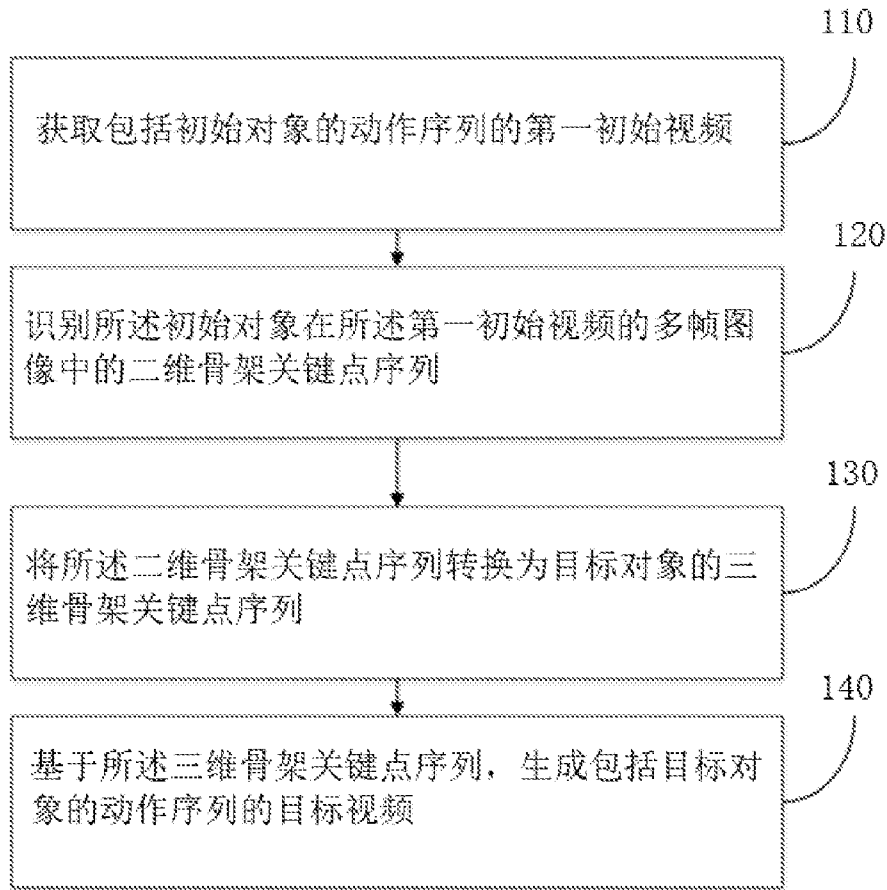 110
获取包括初始对象的动作序列的第一初始视频
120
识别所述初始对象在所述第一初始视频的多帧图
像中的二维骨架关键点序列
130
将所述二维骨架关键点序列转换为目标对象的三
维骨架关键点序列
140
基于所述三维骨架关键点序列，生成包括目标对
象的动作序列的目标视频